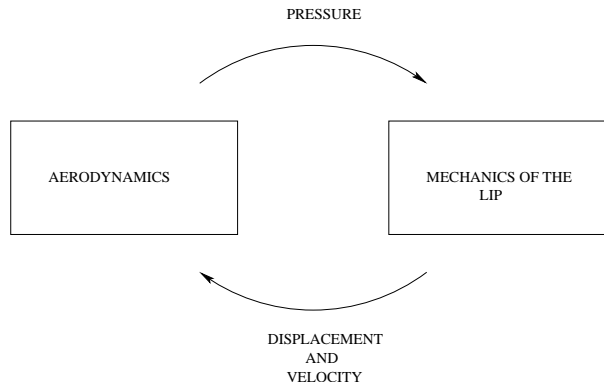 PRESSURE
AERODYNAMICS
MECHANICS OF THE
LIP
DISPLACEMENT
AND
VELOCITY